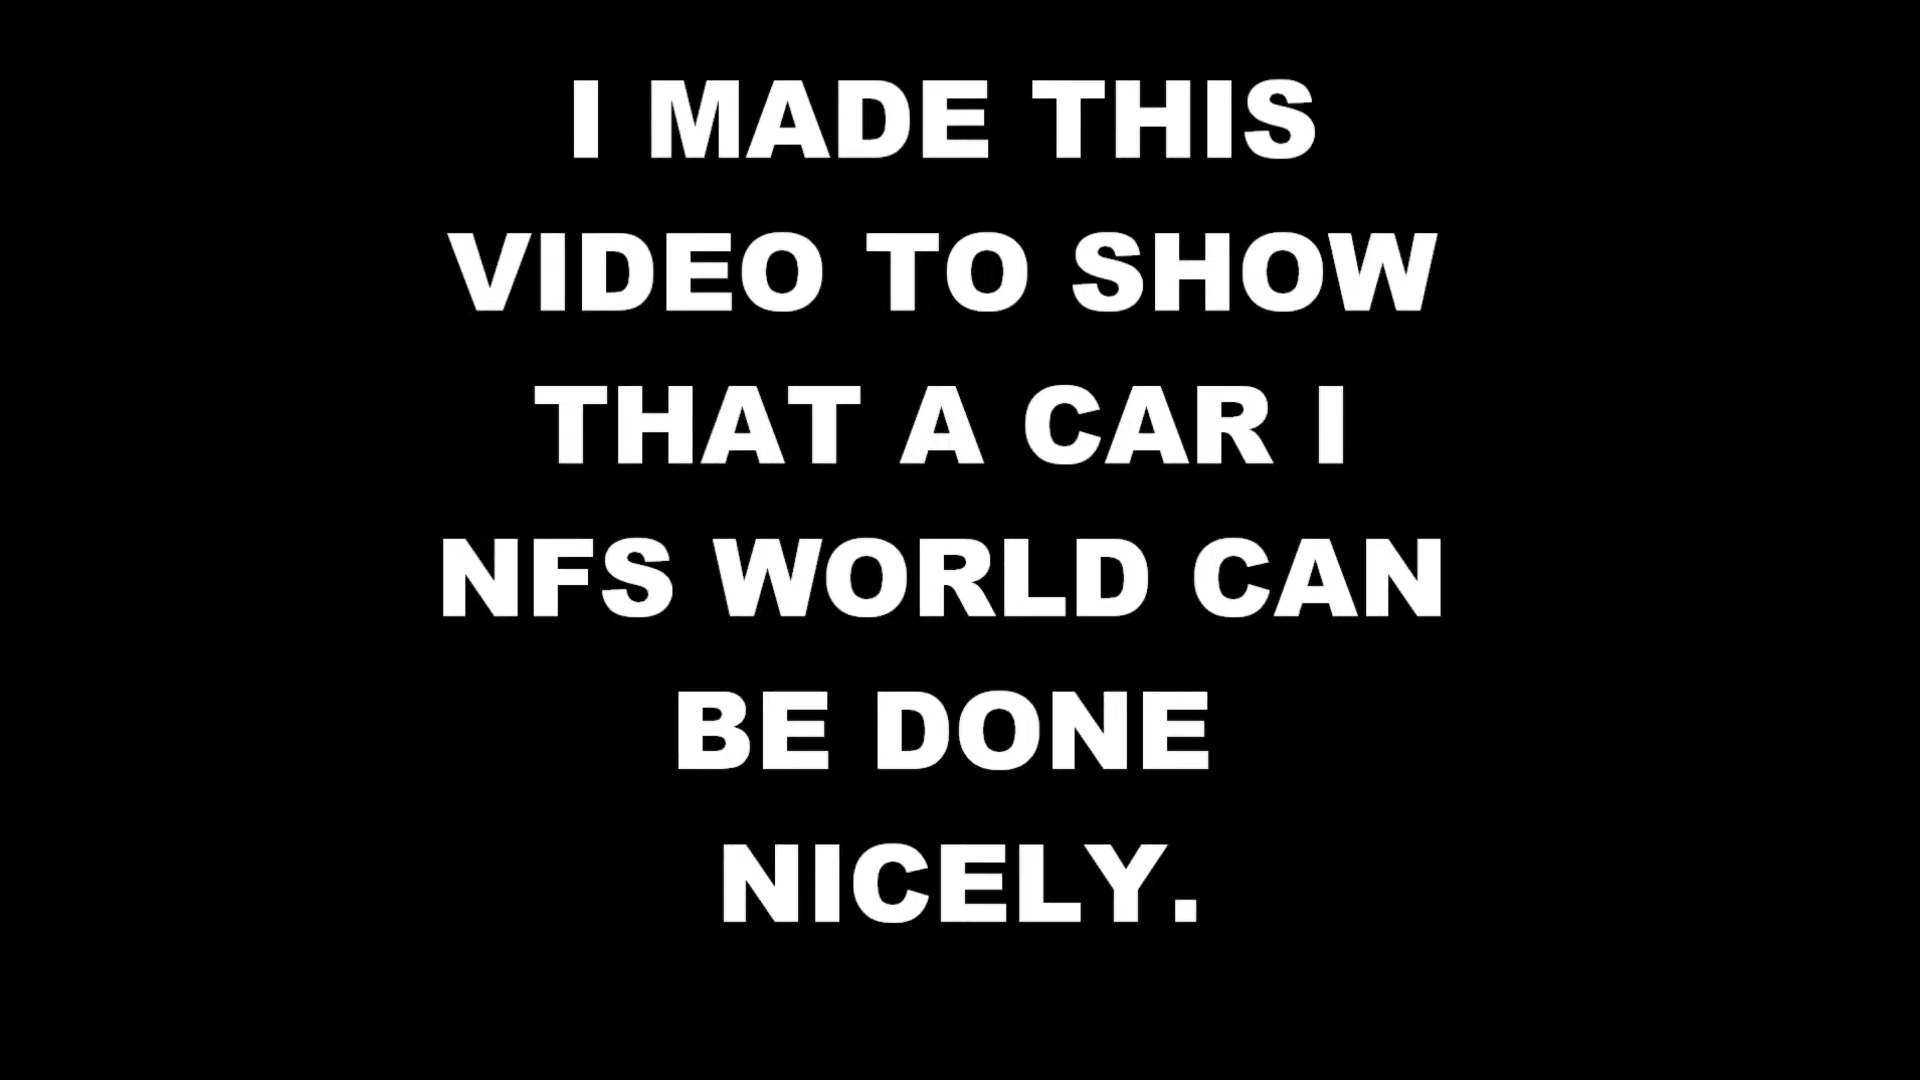 I MADE THIS
VIDEO TO SHOW
THAT A CAR I
NFS WORLD CAN
BE DONE
NICELY.